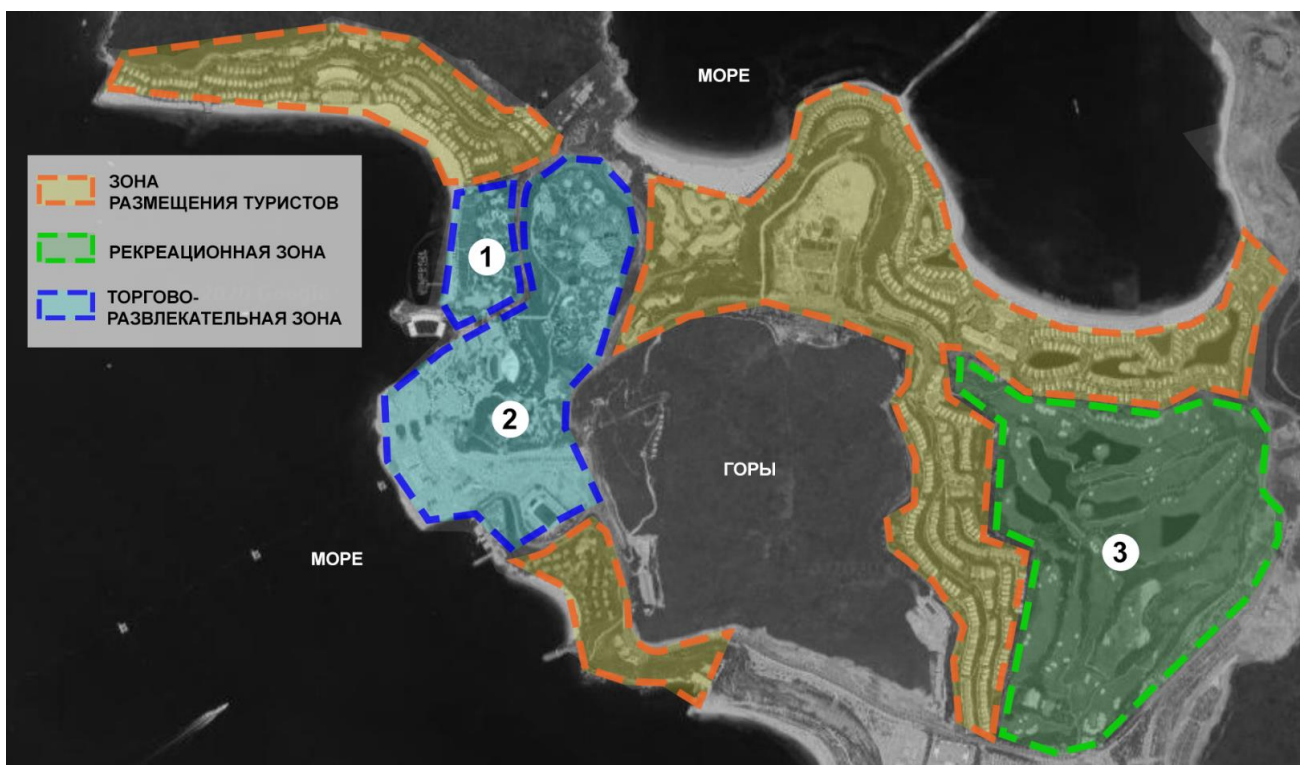 МОРЕ
ЗОНА
РАЗМЕЩЕНИЯ ТУРИСТОВ
РЕКРЕАЦИОННАЯ ЗОНА
ТОРГОВО-
РАЗВЛЕКАТЕЛЬНАЯ ЗОНА
1
2
ГОРЫ
3
МОРЕ